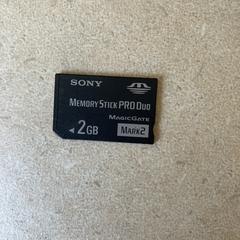 SONY
MEMORY STICK PRO DUO
MAGICGATE
2GB
MARK2